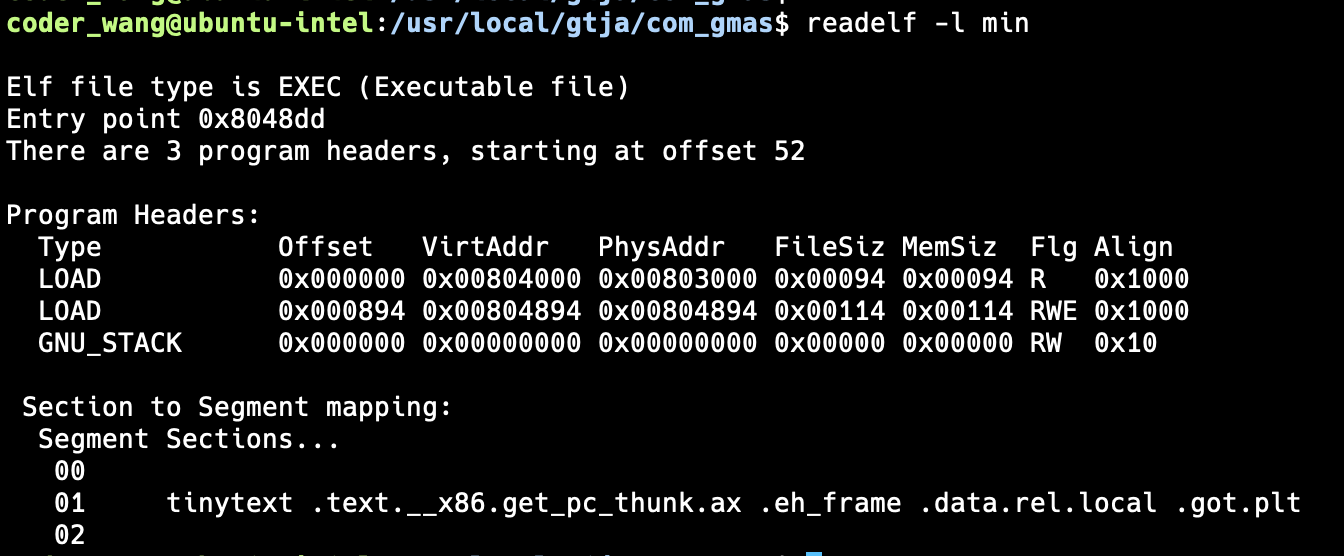 coder_wang@ubuntu-intel:/usr/local/gtja/com_gmas$ readelf -l min
Elf file type is EXEC (Executable file)
Entry point 0x8048dd
There are 3 program headers, starting at offset 52
Program Headers:
  Type           Offset   VirtAddr   PhysAddr   FileSiz MemSiz  Flg Align
  LOAD           0x000000 0x00804000 0x00803000 0x00094 0x00094 R   0x1000
  LOAD           0x000894 0x00804894 0x00804894 0x00114 0x00114 RWE 0x1000
  GNU_STACK      0x000000 0x00000000 0x00000000 0x00000 0x00000 RW  0x10
 Section to Segment mapping:
  Segment Sections...
   00
   01     tinytext .text.__x86.get_pc_thunk.ax .eh_frame .data.rel.local .got.plt
   02